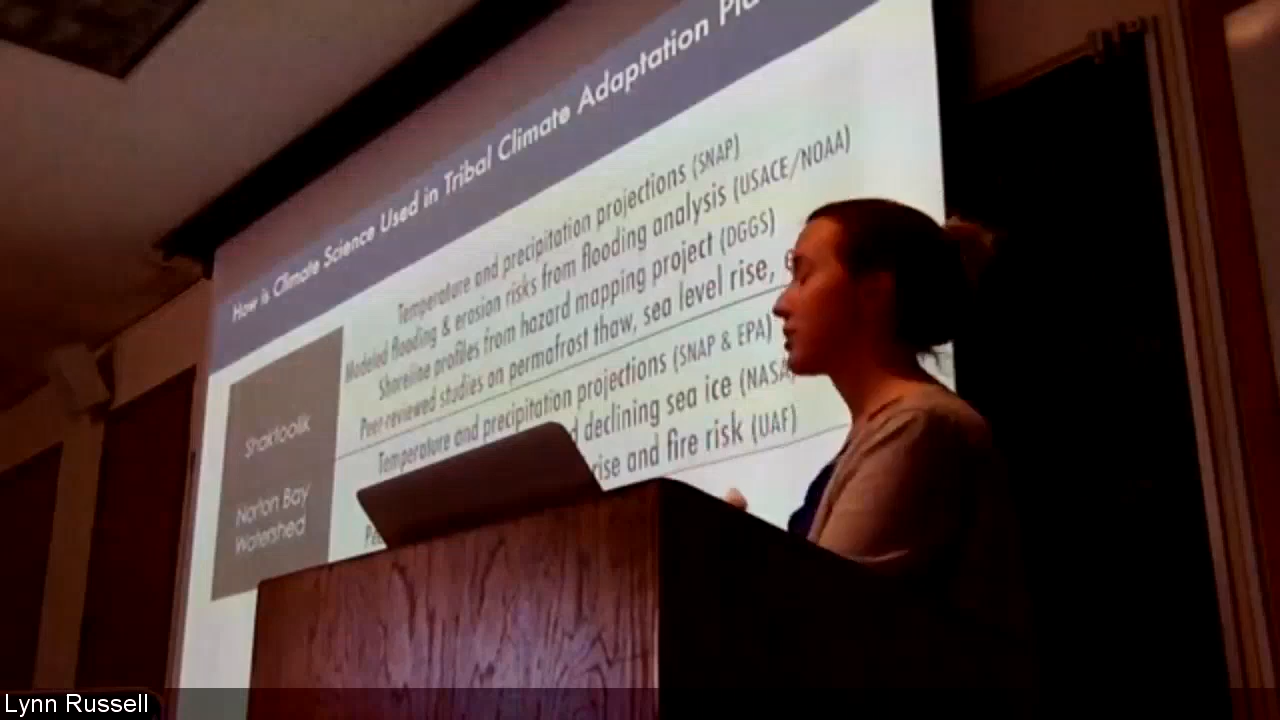 How is Climate Science Used in Tribal Climate Adaptation
Temperature and precipitation projections (SNAP)
Modeled flooding & erosion risks from flooding analysis (USACE/NOAA)
Shoreline profiles from hazard mapping project (DGGS)
Peer-reviewed studies on permafrost thaw, sea level rise,
Shaktoolik
Temperature and precipitation projections (SNAP & EPA)
declining sea ice (NASA
rise and fire risk (UAF)
Norton Bay
Watershed
Lynn Russell